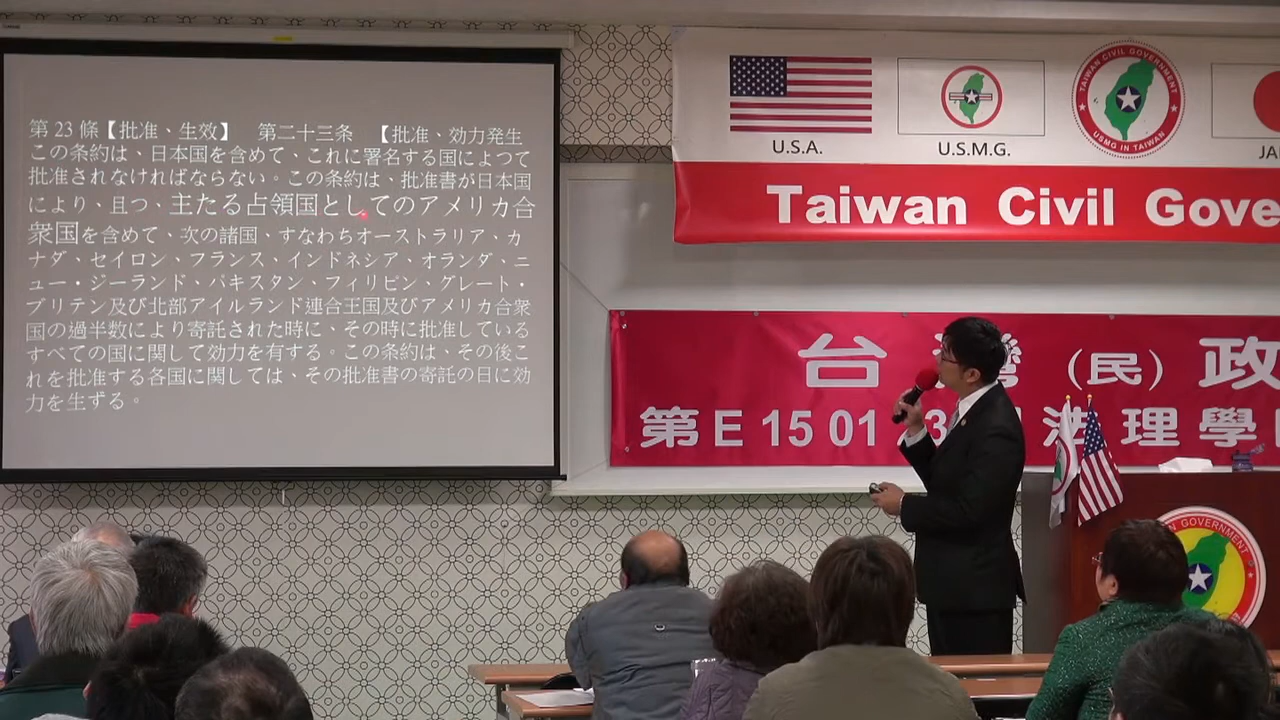 第 23 條【批准、生效】 第二十三条 【批准、効力発生
この条約は、日本国を含めて、これに署名する国によつて
批准されなければならない。この条約は、批准書が日本国
により、且つ、主たる占領国としてのアメリカ合
衆国を含めて、次の諸国、すなわちオーストラリア、カ
ナダ、セイロン、フランス、インドネシア、オランダ、ニ
ュー・ジーランド、パキスタン、フィリピン、グレート・
ブリテン及び北部アイルランド連合王国及びアメリカ合衆
国の過半数により寄託された時に、その時に批准している
すべての国に関して効力を有する。この条約は、その後こ
れを批准する各国に関しては、その批准書の寄託の日に効
力を生ずる。
U.S.A.
U.S.M.G.
TAIWAN CIVIL GOVERNMENT
USMG IN TAIWAN
JA
Taiwan Civil Gove
台灣（民）政
第E1501 3 法理學
GOVERNMENT